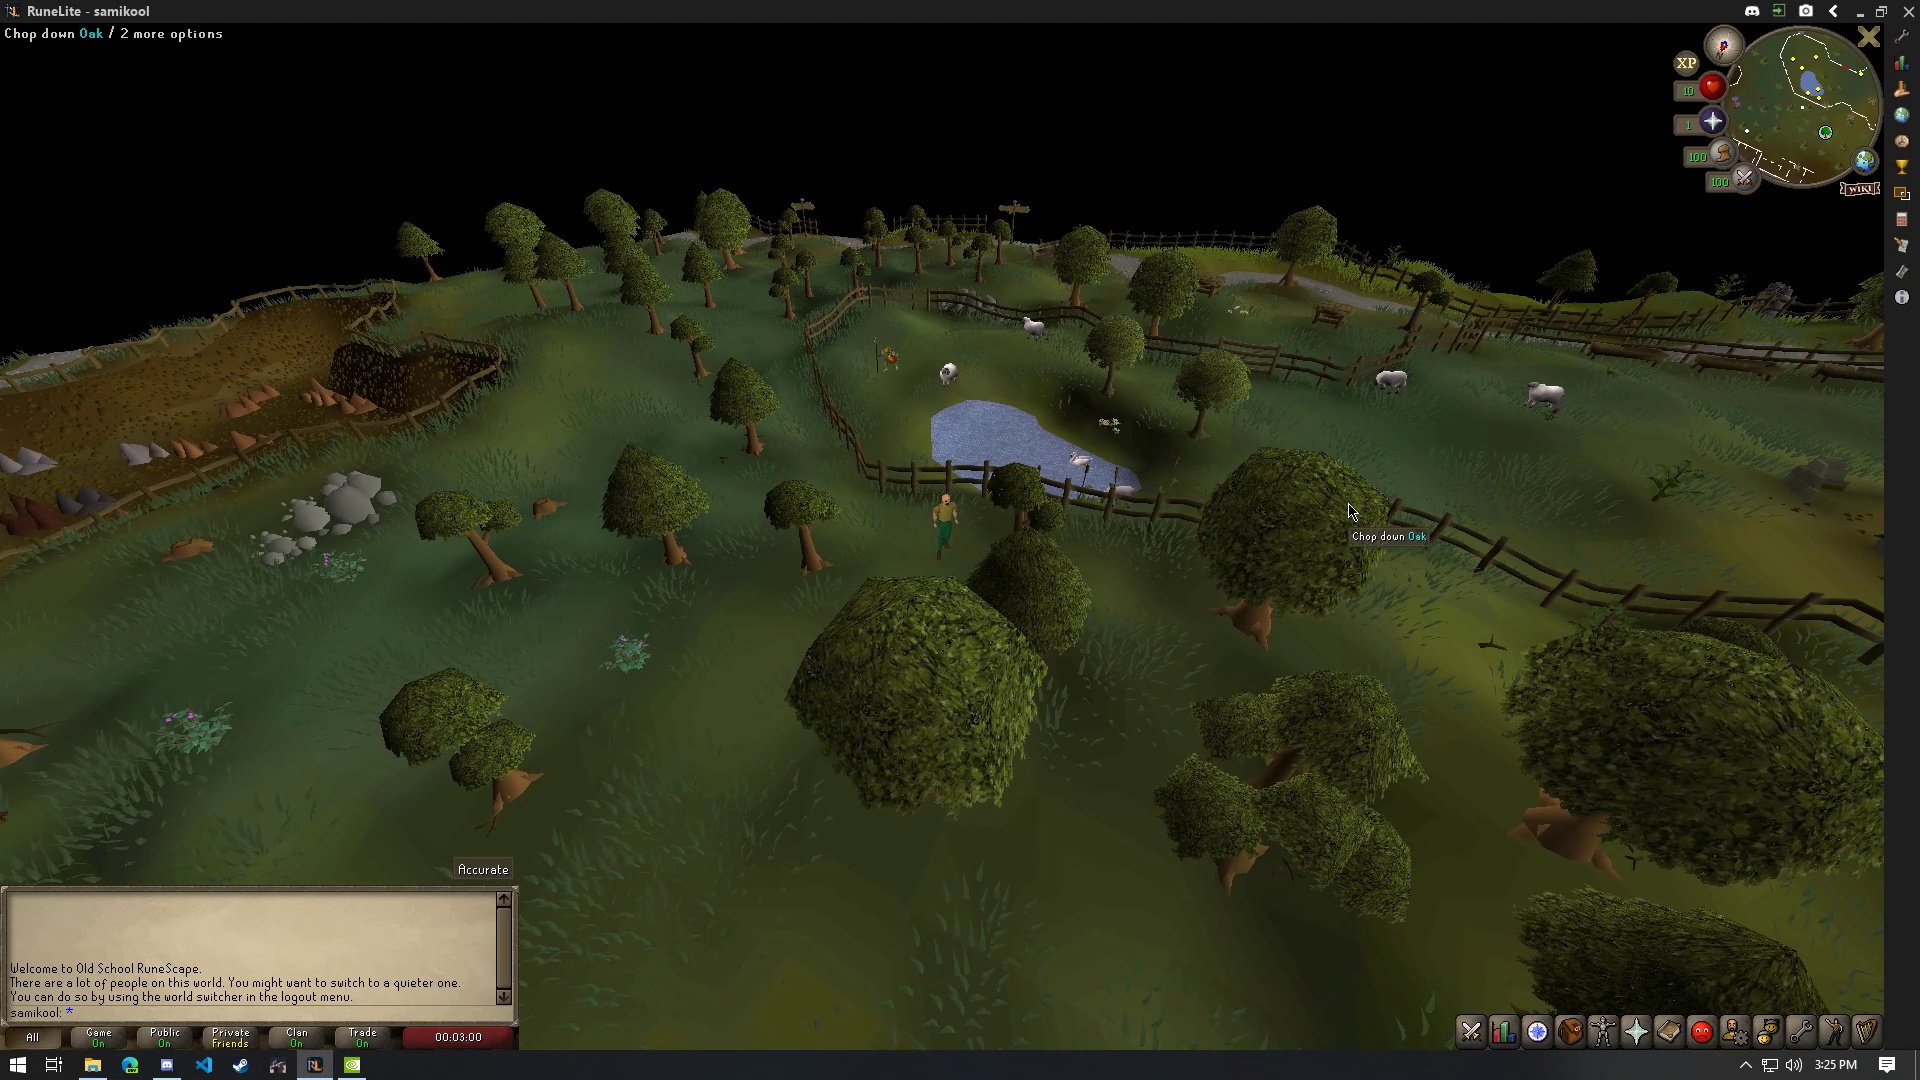 RuneLite - samikool
Chop down Oak / 2 more options
XP
10
1
100
100
WIKI
Chop down Oak
Accurate
Welcome to Old School RuneScape.
There are a lot of people on this world. You might want to switch to a quieter one.
You can do so by using the world switcher in the logout menu.
samikool: *
All
Game
On
Public
On
Private
Friends
Clan
On
Trade
On
00:03:00
3:25 PM